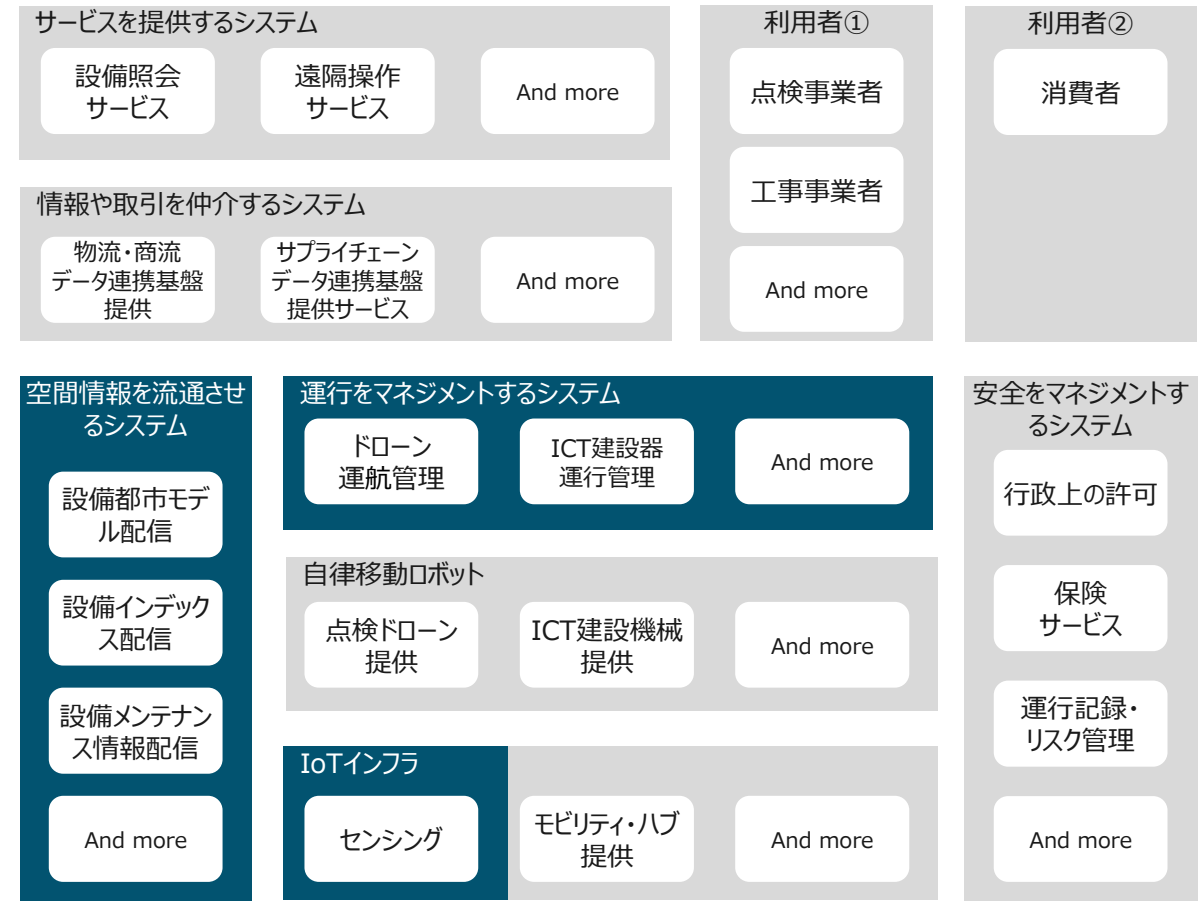 サービスを提供するシステム
設備照会
サービス
遠隔操作
サービス
And more
利用者①
点検事業者
工事事業者
And more
利用者②
消費者
情報や取引を仲介するシステム
物流・商流
データ連携基盤
提供
サプライチェーン
データ連携基盤
提供サービス
And more
空間情報を流通させ
るシステム
設備都市モデ
ル配信
設備インデック
ス配信
設備メンテナン
ス情報配信
And more
運行をマネジメントするシステム
ドローン
運航管理
ICT建設器
運行管理
And more
自律移動ロボット
点検ドローン
提供
ICT建設機械
提供
And more
IoTインフラ
センシング
モビリティ・ハブ
提供
And more
安全をマネジメントす
るシステム
行政上の許可
保険
サービス
運行記録・
リスク管理
And more